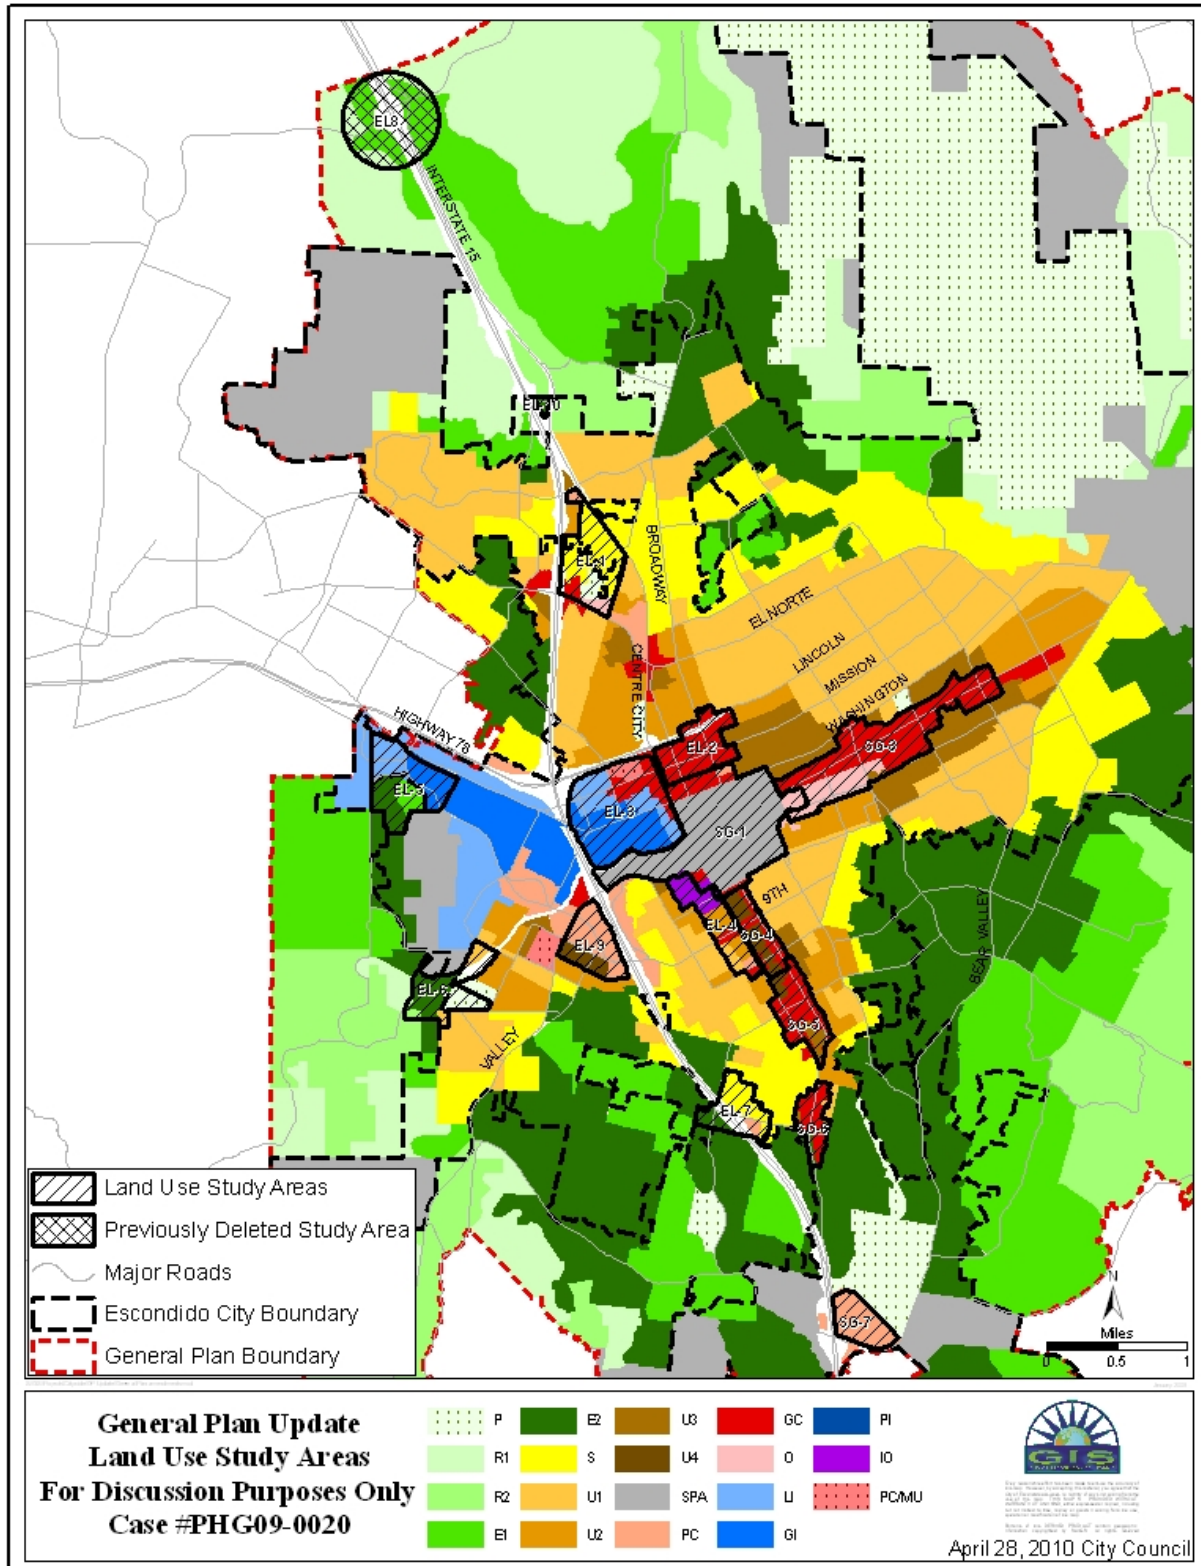 EL8
INTERSTATE 15
EL-10
BROADWAY
EL-1
EL NORTE
LINCOLN
MISSION
WASHINGTON
CENTRE CITY
HIGHWAY 78
EL-2
SG-3
EL-5
EL-3
SG-1
9TH
EL-4
SG-4
BEAR VALLEY
EL-9
EL-6
SG-5
VALLEY
EL-7
SG-6
SG-7
N
Miles
0 0.5 1
Land Use Study Areas
Previously Deleted Study Area
Major Roads
Escondido City Boundary
General Plan Boundary
General Plan Update
Land Use Study Areas
For Discussion Purposes Only
Case #PHG09-0020
P E2 U3 GC PI
R1 S U4 O IO
R2 U1 SPA LI PC/MU
E1 U2 PC GI
GIS
April 28, 2010 City Council